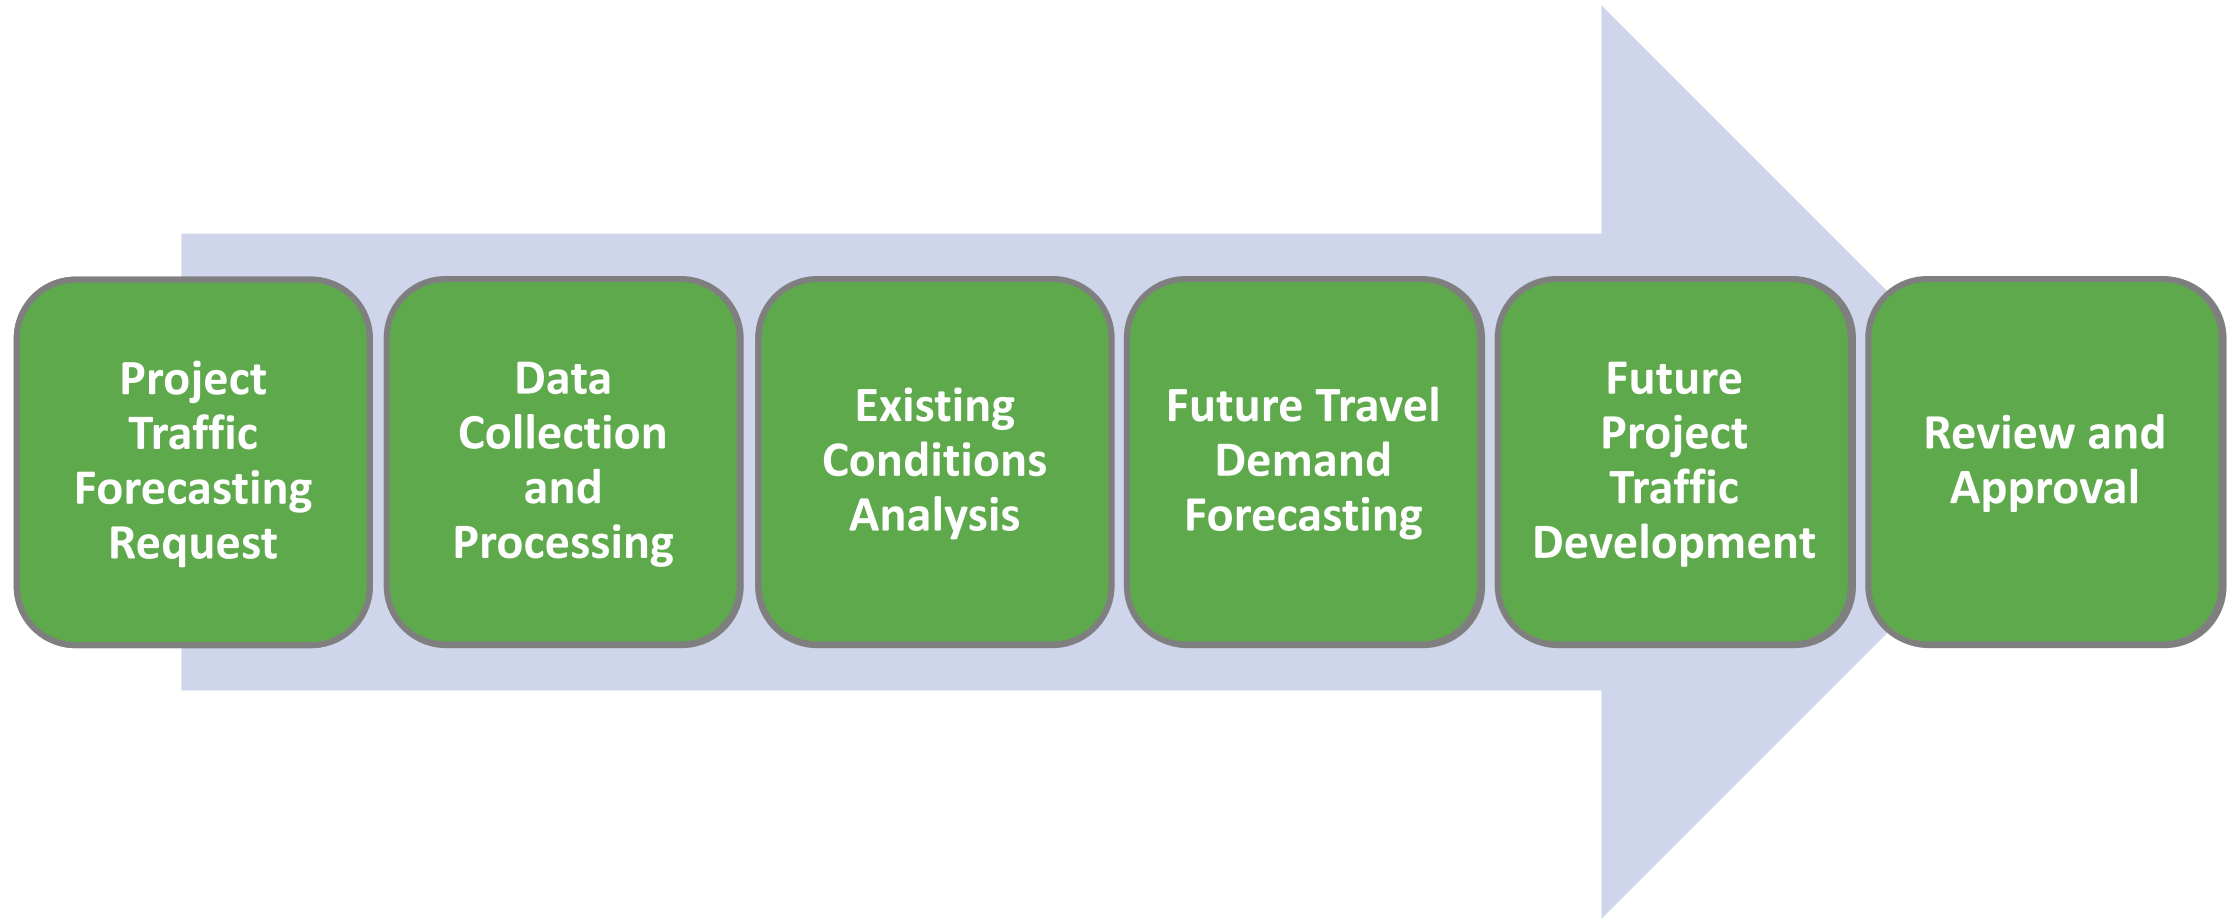 Project
Traffic
Forecasting
Request
Data
Collection
and
Processing
Existing
Conditions
Analysis
Future Travel
Demand
Forecasting
Future
Project
Traffic
Development
Review and
Approval